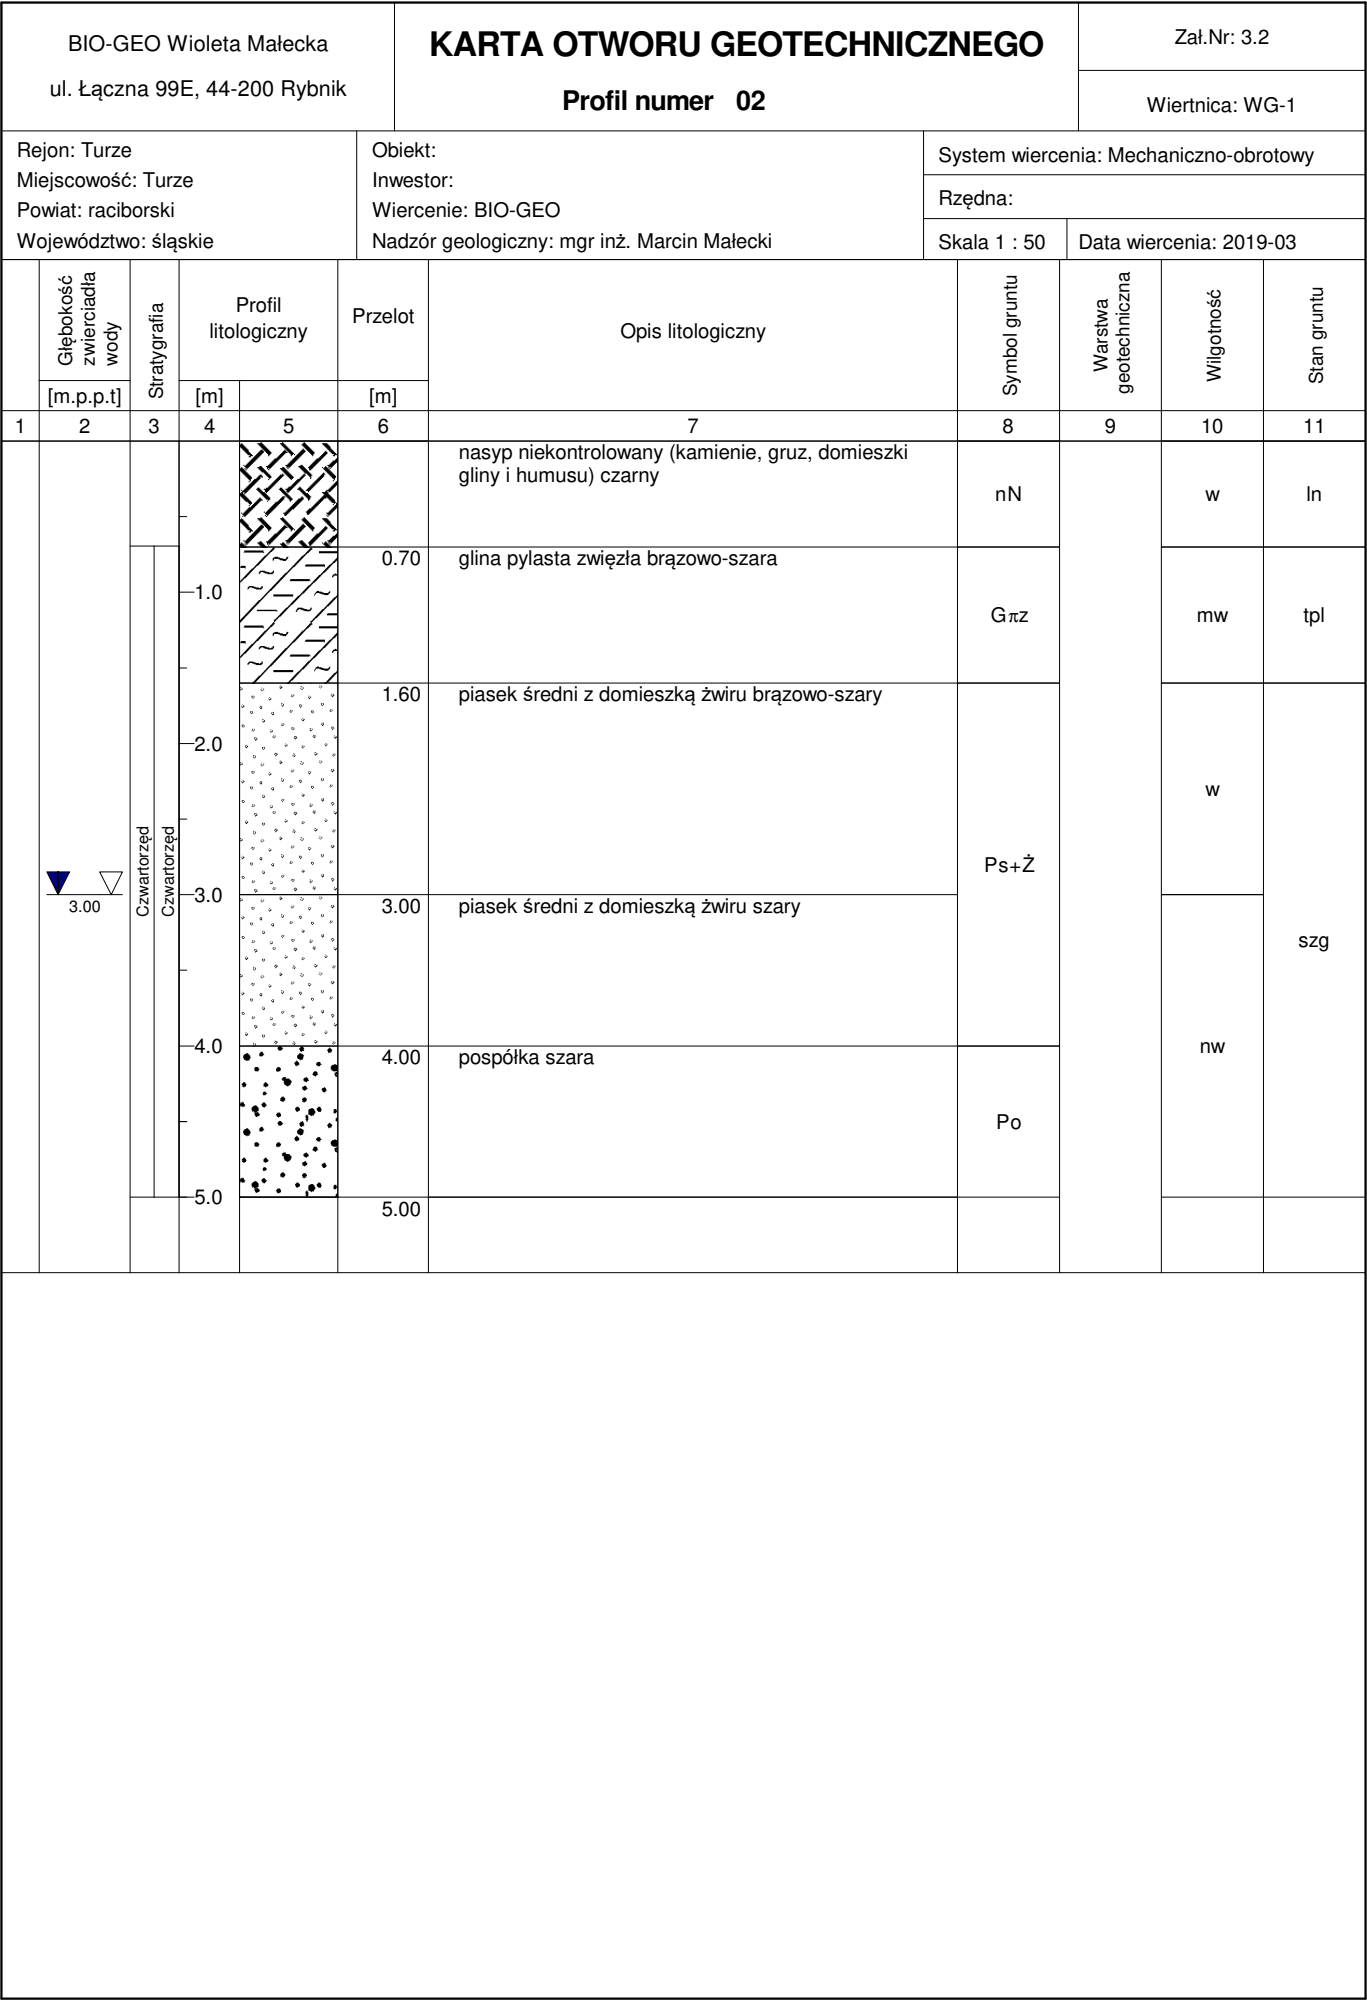 BIO-GEO Wioleta Małecka
ul. Łączna 99E, 44-200 Rybnik
KARTA OTWORU GEOTECHNICZNEGO
Profil numer 02
Zał.Nr: 3.2
Wiertnica: WG-1
Rejon: Turze
Miejscowość: Turze
Powiat: raciborski
Województwo: śląskie
Obiekt:
Inwestor:
Wiercenie: BIO-GEO
Nadzór geologiczny: mgr inż. Marcin Małecki
System wiercenia: Mechaniczno-obrotowy
Rzędna:
Skala 1 : 50
Data wiercenia: 2019-03
Głębokość
zwierciadła
wody
[m.p.p.t]
Stratygrafia
Profil
litologiczny
[m]
Przelot
[m]
Opis litologiczny
Symbol gruntu
Warstwa
geotechniczna
Wilgotność
Stan gruntu
1 2 3 4 5 6 7 8 9 10 11
nasyp niekontrolowany (kamienie, gruz, domieszki
gliny i humusu) czarny
nN
w
ln
0.70 glina pylasta zwięzła brązowo-szara
1.0
Gπz
mw
tpl
1.60 piasek średni z domieszką żwiru brązowo-szary
2.0
w
Czwartorzęd
Czwartorzęd
Ps+Ż
3.0
3.00
3.00 piasek średni z domieszką żwiru szary
szg
4.0
nw
4.00 pospółka szara
Po
5.0
5.00